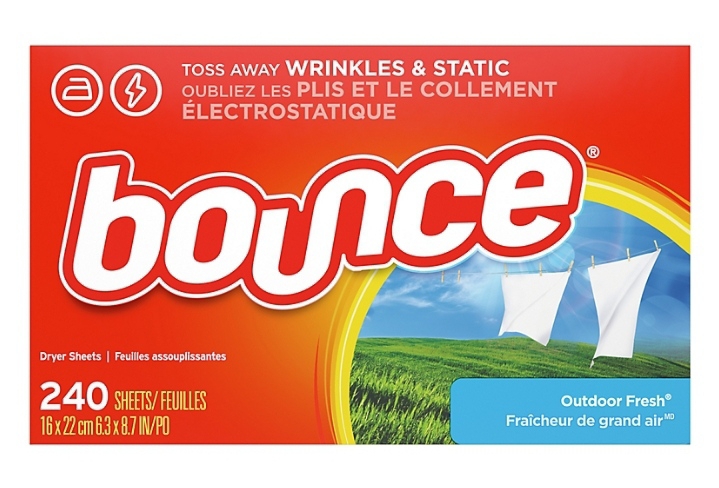 TOSS AWAY WRINKLES & STATIC
OUBLIEZ LES PLIS ET LE COLLEMENT
ÉLECTROSTATIQUE
bounce®
Dryer Sheets | Feuilles assouplissantes
240 SHEETS/ FEUILLES
16 x 22 cm 6.3 x 8.7 IN/PO
Outdoor Fresh®
Fraîcheur de grand air MD